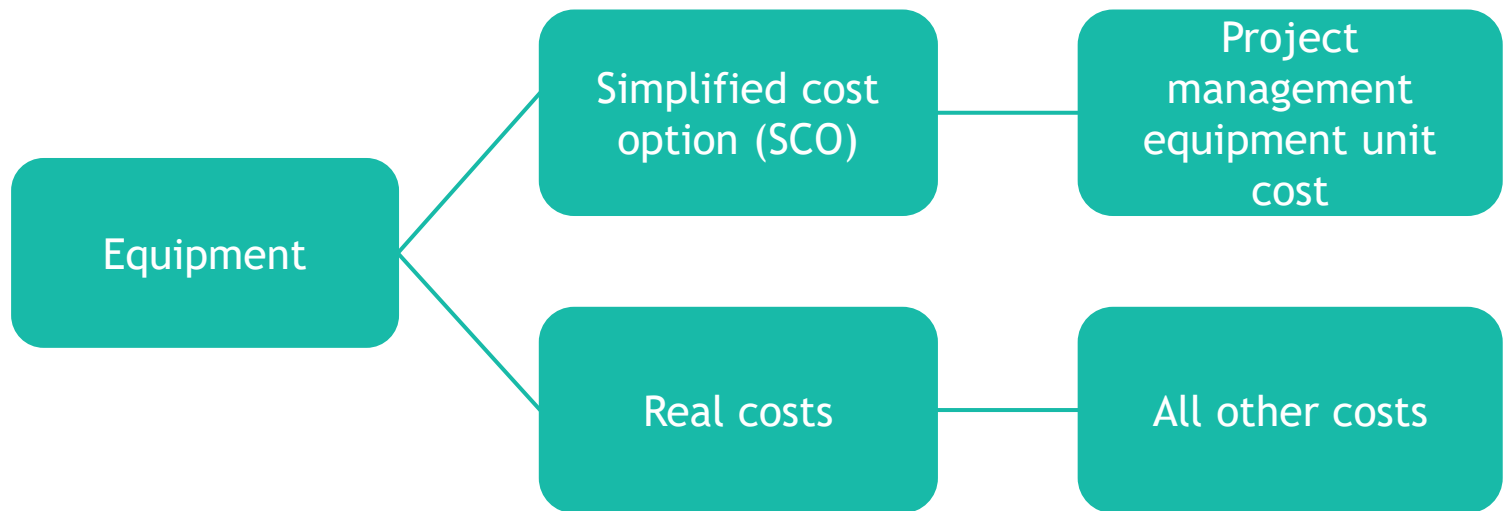 Equipment
Simplified cost
option (SCO)
Project
management
equipment unit
cost
Real costs
All other costs